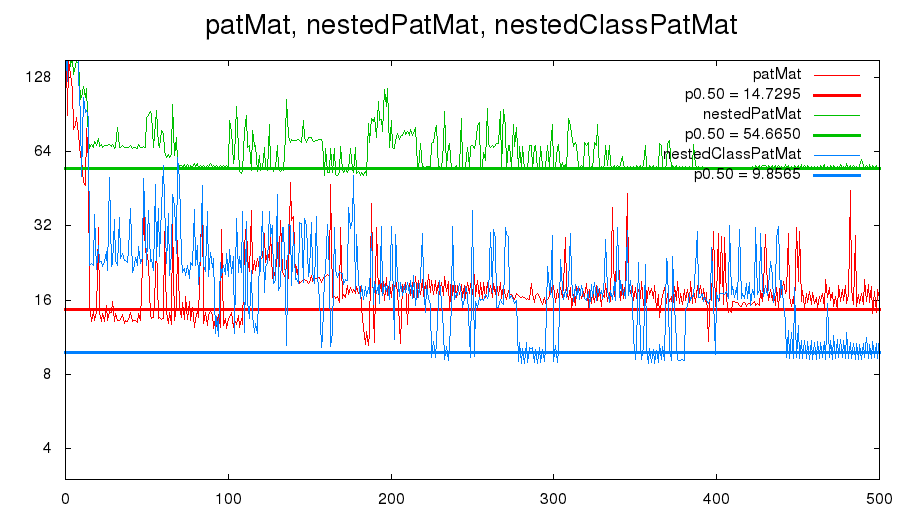 patMat, nestedPatMat, nestedClassPatMat
128
64
32
16
8
4
0 100 200 300 400 500
patMat
p0.50 = 14.7295
nestedPatMat
p0.50 = 54.6650
nestedClassPatMat
p0.50 = 9.8565